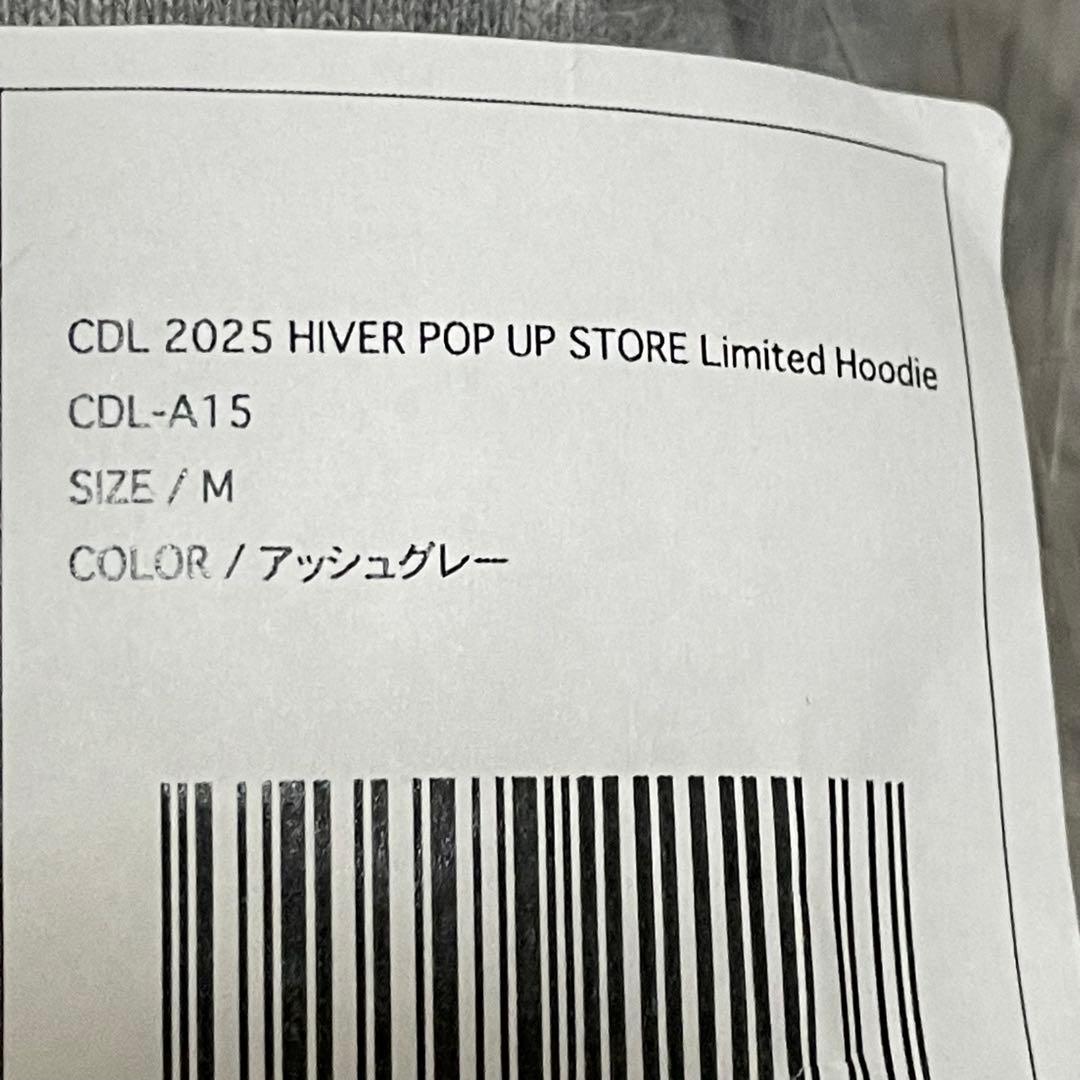 CDL 2025 HIVER POP UP STORE Limited Hoodie
CDL-A15
SIZE / M
COLOR / アッシュグレー